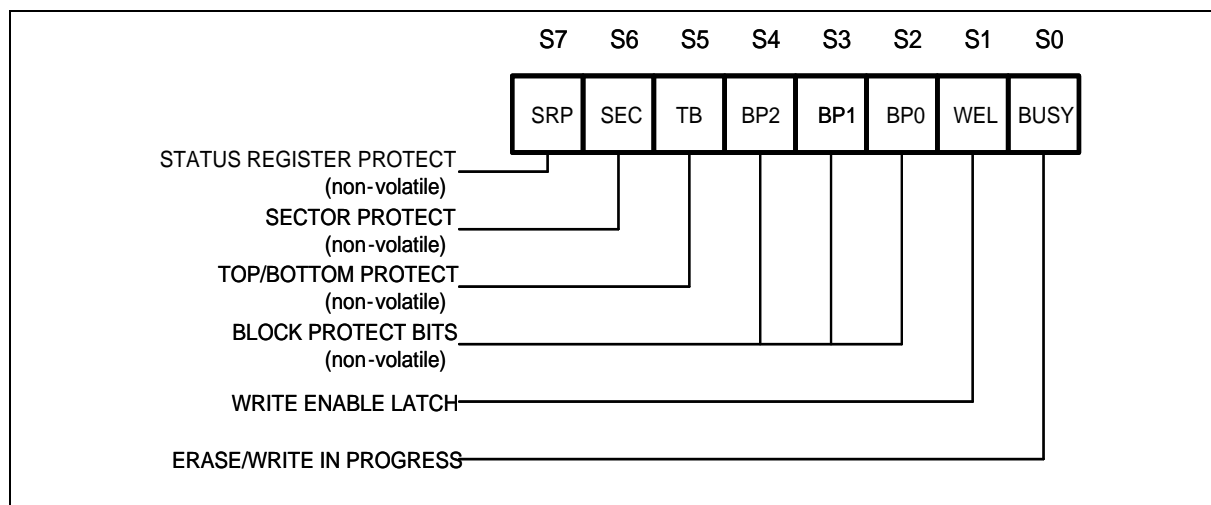 S7 S6 S5 S4 S3 S2 S1 S0
SRP SEC TB BP2 BP1 BP0 WEL BUSY
STATUS REGISTER PROTECT
(non-volatile)
SECTOR PROTECT
(non-volatile)
TOP/BOTTOM PROTECT
(non-volatile)
BLOCK PROTECT BITS
(non-volatile)
WRITE ENABLE LATCH
ERASE/WRITE IN PROGRESS